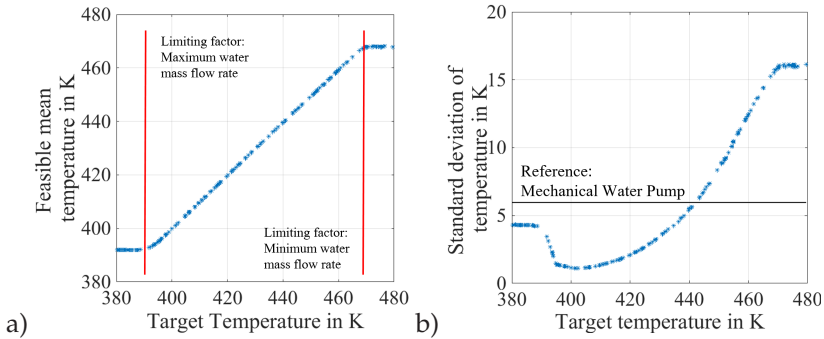 Feasible mean
temperature in K
460
440
420
400
380
Limiting factor:
Maximum water
mass flow rate
Limiting factor:
Minimum water
mass flow rate
380
400
420
440
460
480
Target Temperature in K
a)
Standard deviation of
temperature in K
20
15
10
5
0
Reference:
Mechanical Water Pump
380
400
420
440
460
480
Target temperature in K
b)